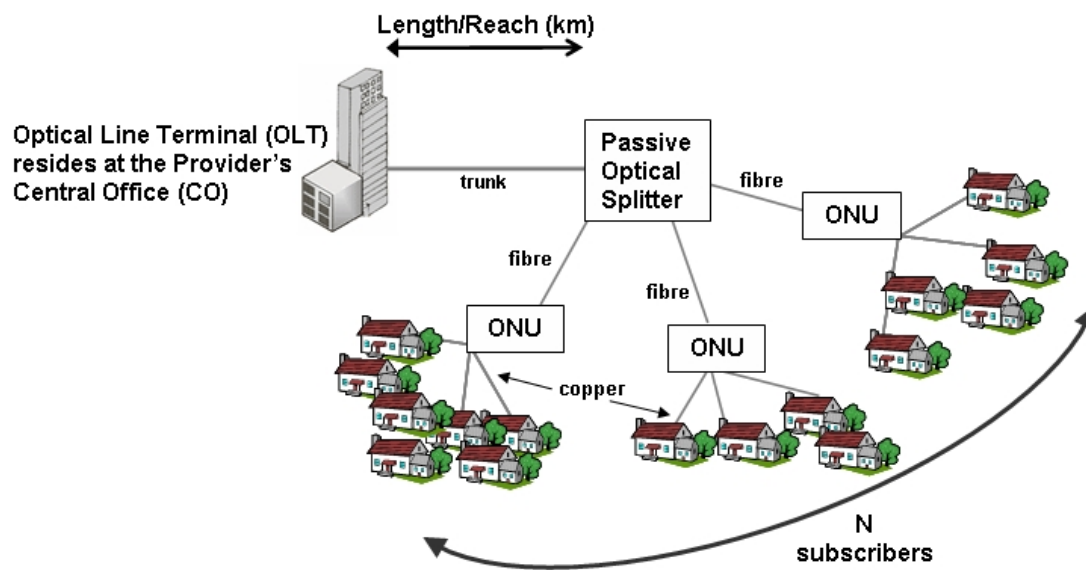 Length/Reach (km)
Optical Line Terminal (OLT)
resides at the Provider's
Central Office (CO)
trunk
Passive
Optical
Splitter
fibre
ONU
fibre
fibre
ONU
ONU
copper
N
subscribers